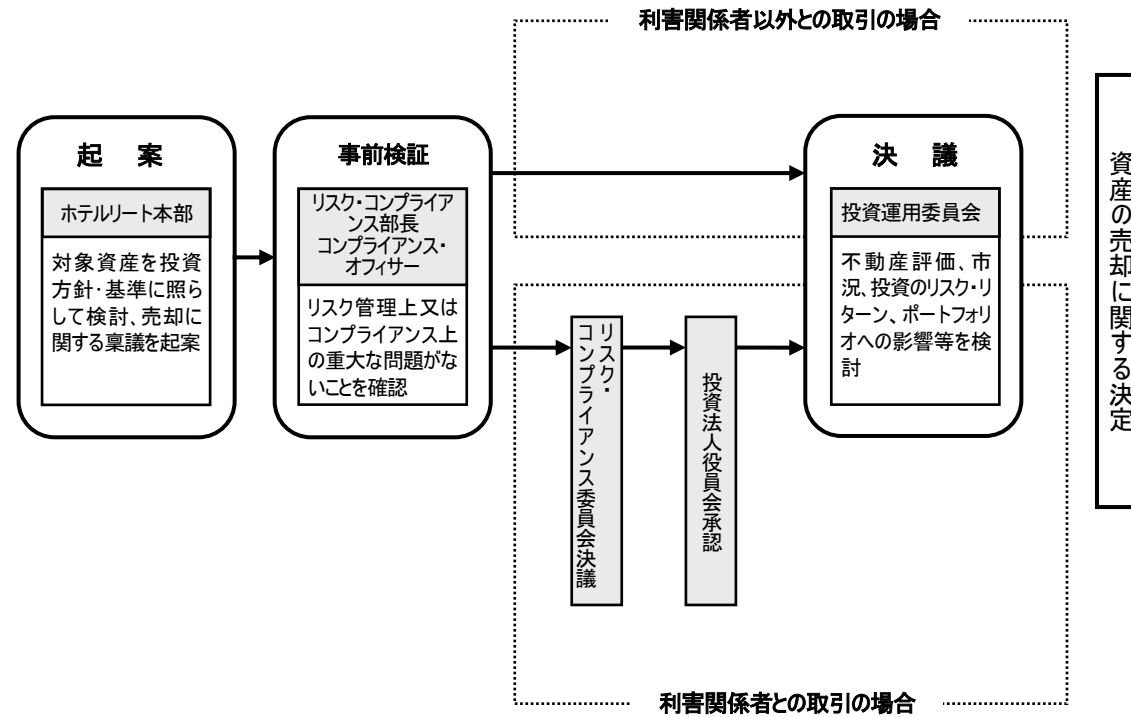 利害関係者以外との取引の場合
起　案
ホテルリート本部
対象資産を投資
方針・基準に照ら
して検討、売却に
関する稟議を起案
事前検証
リスク・コンプライア
ンス部長
コンプライアンス・
オフィサー
リスク管理上又は
コンプライアンス上
の重大な問題がな
いことを確認
リスク・
コンプライアンス委員会決議
投資法人役員会承認
決　議
投資運用委員会
不動産評価、市
況、投資のリスク・リ
ターン、ポートフォリ
オへの影響等を検
討
資産の売却に関する決定
利害関係者との取引の場合